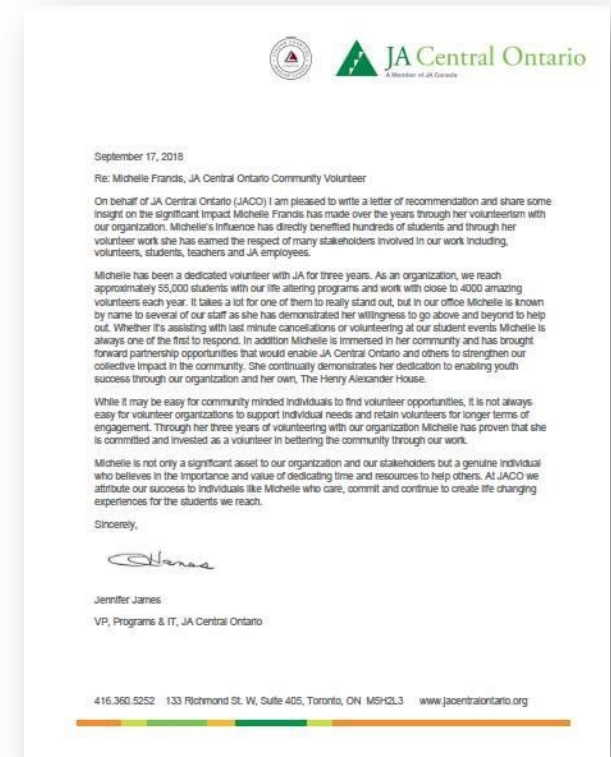 JA Central Ontario
A Member of JA Canada
September 17, 2018
Re: Michelle Francis, JA Central Ontario Community Volunteer
On behalf of JA Central Ontario (JACO) I am pleased to write a letter of recommendation and share some
insight on the significant impact Michelle Francis has made over the years through her volunteerism with
our organization. Michelle's influence has directly benefited hundreds of students and through her
volunteer work she has earned the respect of many stakeholders involved in our work including,
volunteers, students, teachers and JA employees.
Michelle has been a dedicated volunteer with JA for three years. As an organization, we reach
approximately 55,000 students with our life altering programs and work with close to 4000 amazing
volunteers each year. It takes a lot for one of them to really stand out, but in our office Michelle is known
by name to several of our staff as she has demonstrated her willingness to go above and beyond to help
out. Whether it's assisting with last minute cancellations or volunteering at our student events Michelle is
always one of the first to respond. In addition Michelle is immersed in her community and has brought
forward partnership opportunities that would enable JA Central Ontario and others to strengthen our
collective impact in the community. She continually demonstrates her dedication to enabling youth
success through our organization and her own, The Henry Alexander House.
While it may be easy for community minded individuals to find volunteer opportunities, it is not always
easy for volunteer organizations to support individual needs and retain volunteers for longer terms of
engagement. Through her three years of volunteering with our organization Michelle has proven that she
is committed and invested as a volunteer in bettering the community through our work.
Michelle is not only a significant asset to our organization and our stakeholders but a genuine individual
who believes in the importance and value of dedicating time and resources to help others. At JACO we
attribute our success to individuals like Michelle who care, commit and continue to create life changing
experiences for the students we reach.
Sincerely,
Jennifer James
VP, Programs & IT, JA Central Ontario
416.360.5252 133 Richmond St. W, Suite 405, Toronto, ON M5H2L3 www.jacentralontario.org